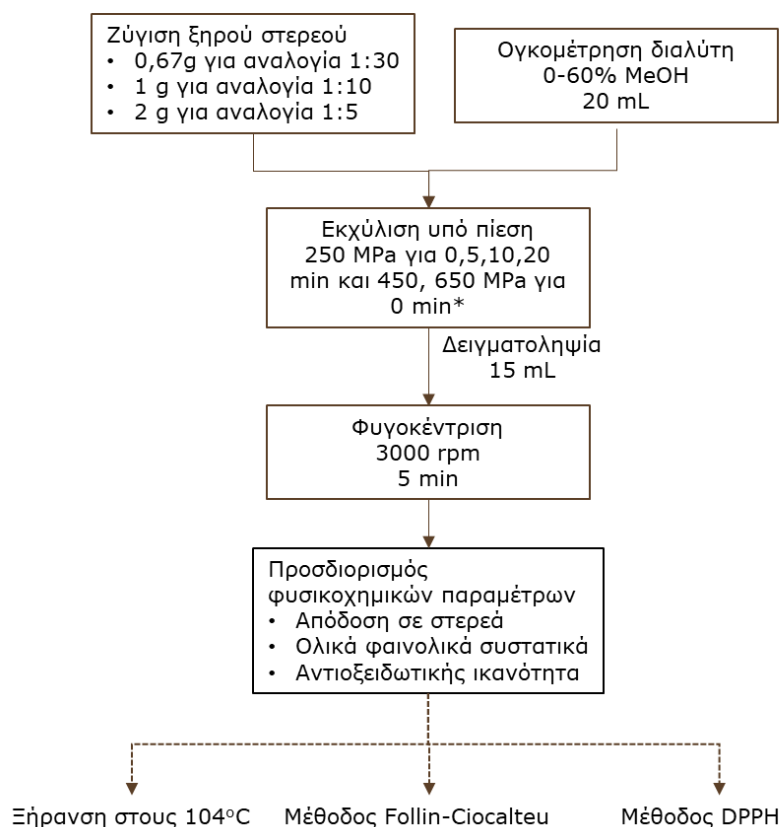 Ζύγιση ξηρού στερεού
• 0,67g για αναλογία 1:30
• 1 g για αναλογία 1:10
• 2 g για αναλογία 1:5
Ογκομέτρηση διαλύτη
0-60% MeOH
20 mL
Εκχύλιση υπό πίεση
250 MPa για 0,5,10,20
min και 450, 650 MPa για
0 min*
Δειγματοληψία
15 mL
Φυγοκέντριση
3000 rpm
5 min
Προσδιορισμός
φυσικοχημικών παραμέτρων
• Απόδοση σε στερεά
• Ολικά φαινολικά συστατικά
• Αντιοξειδωτικής ικανότητα
Ξήρανση στους 104°C
Μέθοδος Follin-Ciocalteu
Μέθοδος DPPH